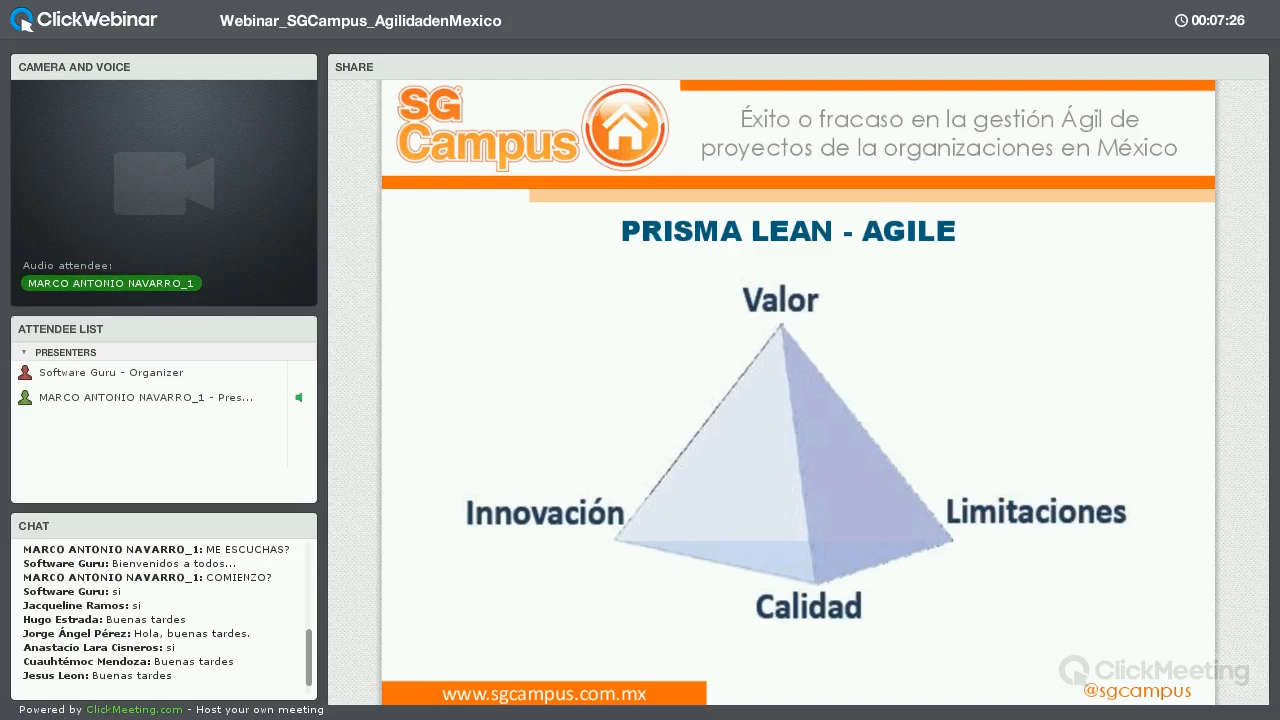 ClickWebinar
Webinar_SGCampus_AgilidadenMexico
00:07:26
CAMERA AND VOICE
Audio attendee:
MARCO ANTONIO NAVARRO_1
ATTENDEE LIST
PRESENTERS
Software Guru - Organizer
MARCO ANTONIO NAVARRO_1 - Pres...
CHAT
MARCO ANTONIO NAVARRO_1: ME ESCUCHAS?
Software Guru: Bienvenidos a todos...
MARCO ANTONIO NAVARRO_1: COMIENZO?
Software Guru: si
Jacqueline Ramos: si
Hugo Estrada: Buenas tardes
Jorge Ángel Pérez: Hola, buenas tardes.
Anastacio Lara Cisneros: si
Cuauhtémoc Mendoza: Buenas tardes
Jesus Leon: Buenas tardes
Powered by ClickMeeting.com - Host your own meeting
SHARE
SG
Campus
Éxito o fracaso en la gestión Ágil de
proyectos de la organizaciones en México
PRISMA LEAN - AGILE
Valor
Innovación
Limitaciones
Calidad
www.sgcampus.com.mx
ClickMeeting
@sgcampus